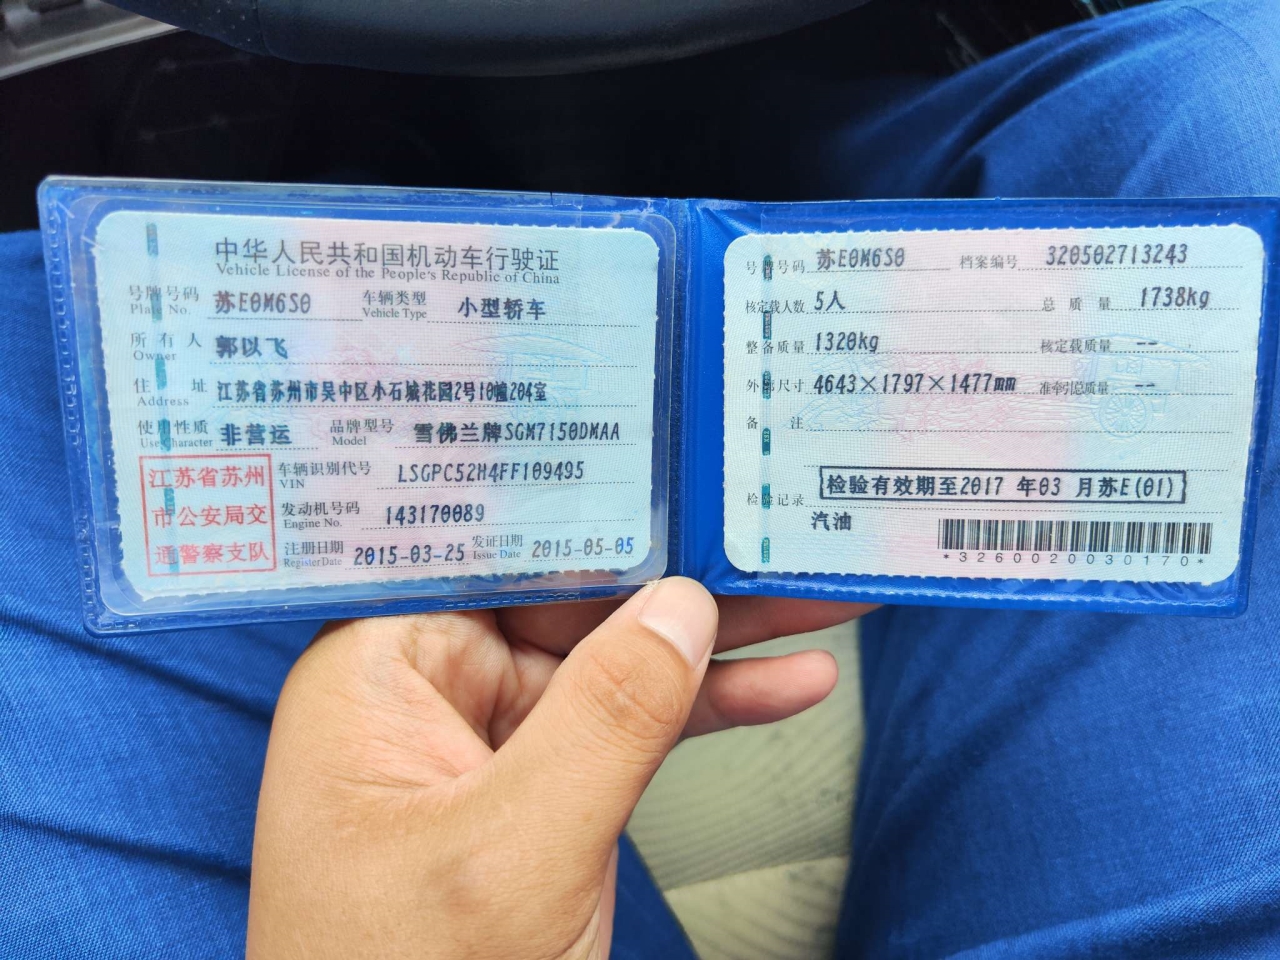 中华人民共和国机动车行驶证
Vehicle License of the People's Republic of China
号牌号码 苏E0M6S0 车辆类型 小型轿车
Plate No. Vehicle Type
所有人 郭以飞
Owner
住址 江苏省苏州市吴中区小石城花园2号10幢204室
Address
使用性质 非营运 品牌型号 雪佛兰牌SGM7150DMAA
Use Character Model
江苏省苏州
市公安局交
通警察支队
车辆识别代号 LSGPC52H4FF109495
VIN
发动机号码 143170089
Engine No.
注册日期 2015-03-25 发证日期 2015-05-05
Register Date Issue Date
号牌号码 苏E0M6S0 档案编号 320502713243
核定载人数 5人 总质量 1738kg
整备质量 1320kg 核定载质量 --
外部尺寸 4643×1797×1477mm 准牵引总质量 --
备注
检验记录 检验有效期至2017年03月苏E(01)
汽油
*3260020030170*